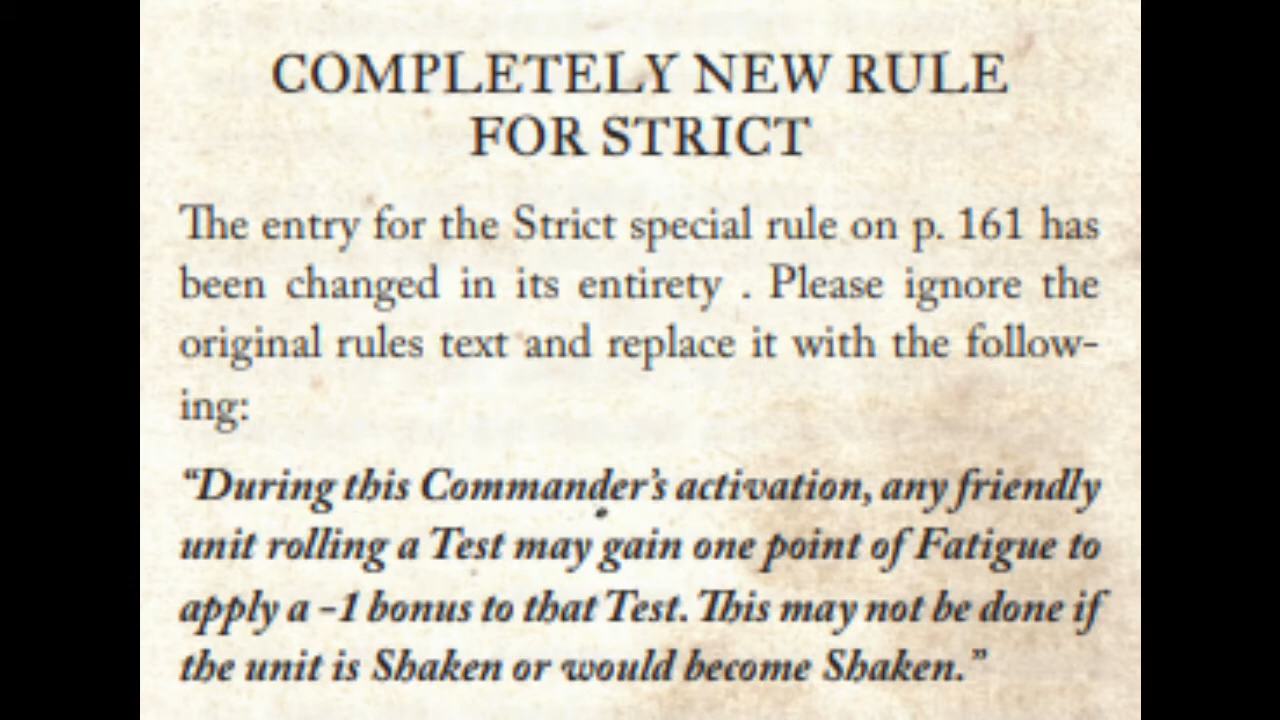 COMPLETELY NEW RULE
FOR STRICT
The entry for the Strict special rule on p. 161 has
been changed in its entirety . Please ignore the
original rules text and replace it with the follow-
ing:
“During this Commander’s activation, any friendly
unit rolling a Test may gain one point of Fatigue to
apply a –1 bonus to that Test. This may not be done if
the unit is Shaken or would become Shaken.”